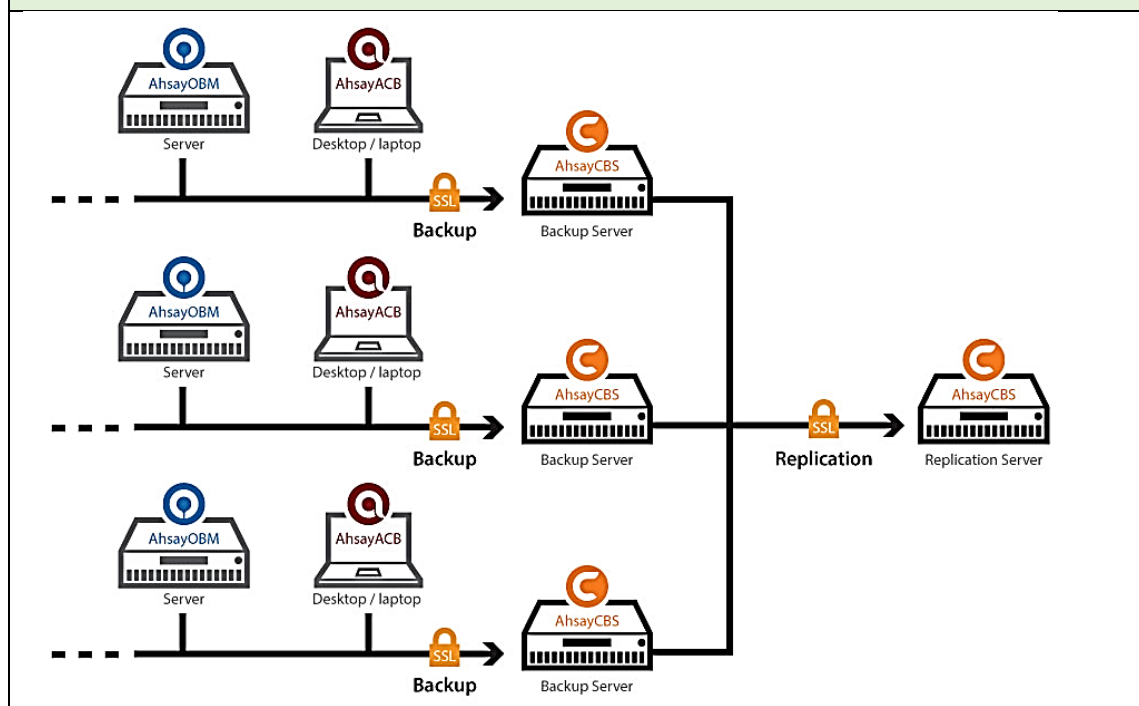 AhsayOBM
Server
AhsayACB
Desktop / laptop
SSL
Backup
AhsayCBS
Backup Server
AhsayOBM
Server
AhsayACB
Desktop / laptop
SSL
Backup
AhsayCBS
Backup Server
SSL
Replication
AhsayCBS
Replication Server
AhsayOBM
Server
AhsayACB
Desktop / laptop
SSL
Backup
AhsayCBS
Backup Server